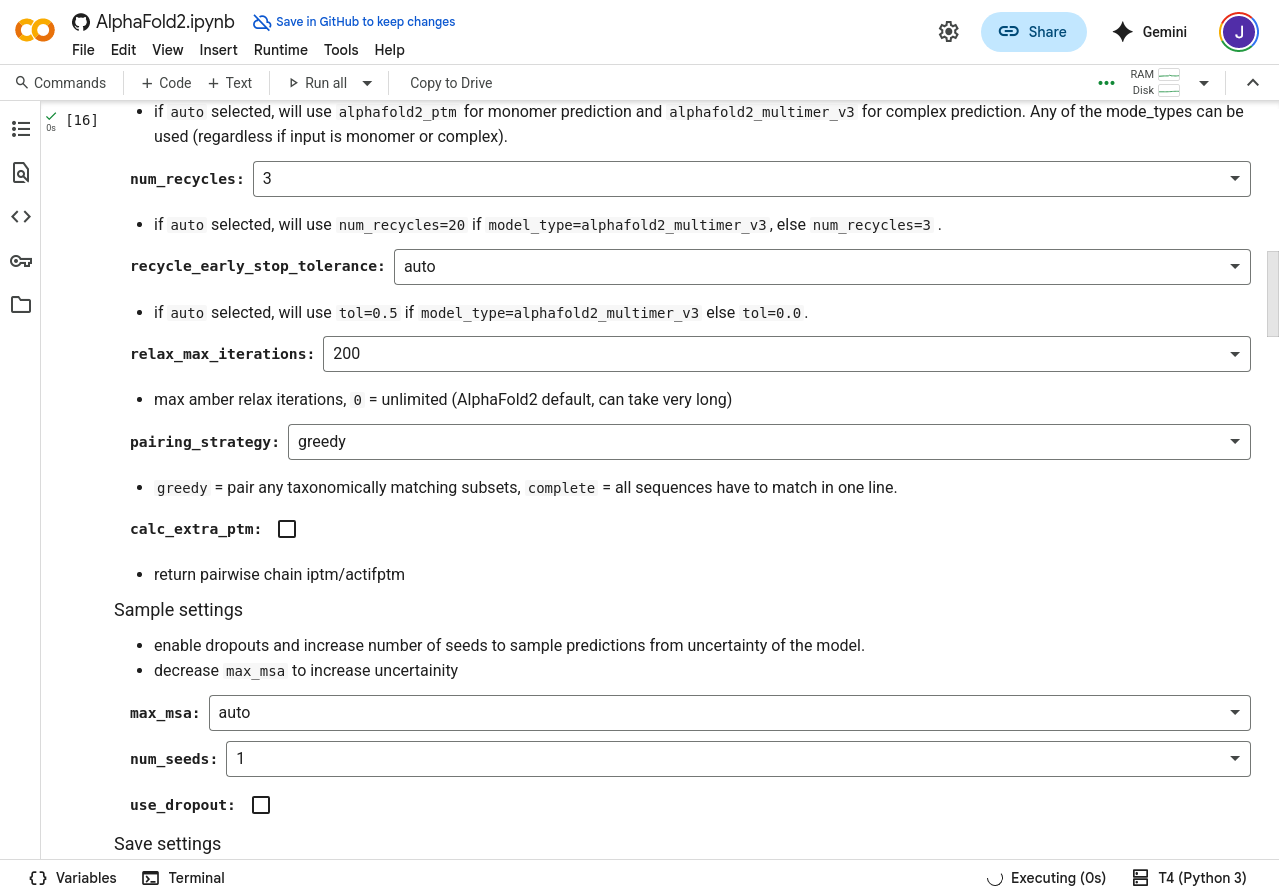 AlphaFold2.ipynb Save in GitHub to keep changes
File Edit View Insert Runtime Tools Help
Share
Gemini
J
Commands + Code + Text Run all Copy to Drive
RAM
Disk
0s
[16]
• if auto selected, will use alphafold2_ptm for monomer prediction and alphafold2_multimer_v3 for complex prediction. Any of the mode_types can be
used (regardless if input is monomer or complex).
num_recycles: 3
• if auto selected, will use num_recycles=20 if model_type=alphafold2_multimer_v3, else num_recycles=3 .
recycle_early_stop_tolerance: auto
• if auto selected, will use tol=0.5 if model_type=alphafold2_multimer_v3 else tol=0.0.
relax_max_iterations: 200
• max amber relax iterations, 0 = unlimited (AlphaFold2 default, can take very long)
pairing_strategy: greedy
• greedy = pair any taxonomically matching subsets, complete = all sequences have to match in one line.
calc_extra_ptm:
• return pairwise chain iptm/actifptm
Sample settings
• enable dropouts and increase number of seeds to sample predictions from uncertainty of the model.
• decrease max_msa to increase uncertainity
max_msa: auto
num_seeds: 1
use_dropout:
Save settings
Variables Terminal Executing (0s) T4 (Python 3)